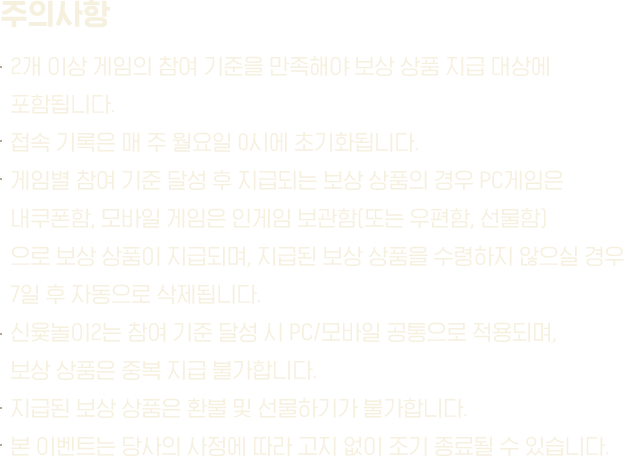 주의사항
- 2개 이상 게임의 참여 기준을 만족해야 보상 상품 지급 대상에
포함됩니다.
- 접속 기록은 매 주 월요일 0시에 초기화됩니다.
- 게임별 참여 기준 달성 후 지급되는 보상 상품의 경우 PC게임은
내쿠폰함, 모바일 게임은 인게임 보관함(또는 우편함, 선물함)
으로 보상 상품이 지급되며, 지급된 보상 상품을 수령하지 않으실 경우
7일 후 자동으로 삭제됩니다.
- 신윷놀이2는 참여 기준 달성 시 PC/모바일 공통으로 적용되며,
보상 상품은 중복 지급 불가합니다.
- 지급된 보상 상품은 환불 및 선물하기가 불가합니다.
- 본 이벤트는 당사의 사정에 따라 고지 없이 조기 종료될 수 있습니다.